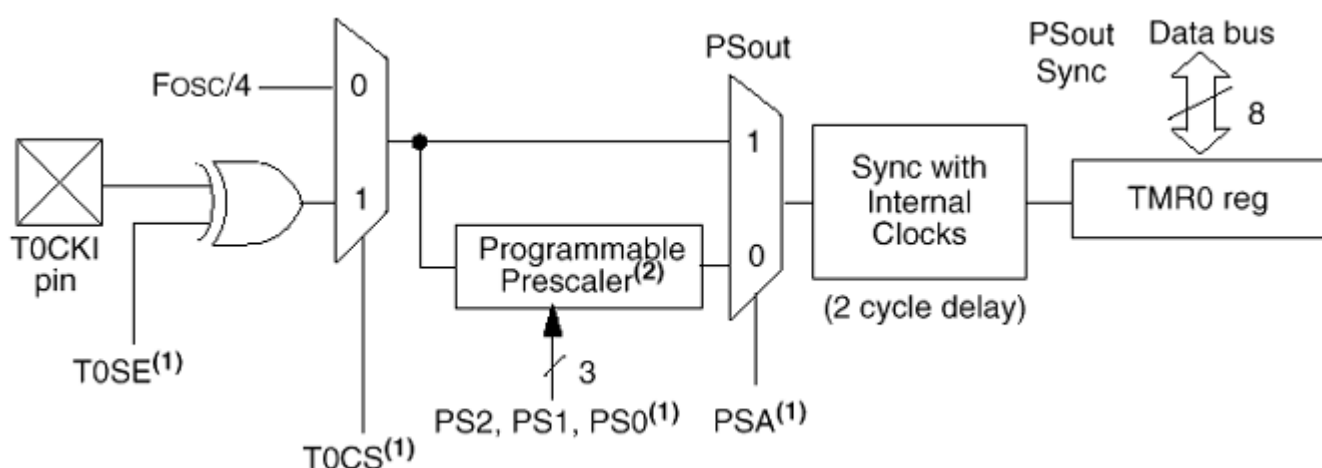 PSout
PSout
Sync
Data bus
8
FOSC/4
0
1
T0CKI
pin
1
0
Programmable
Prescaler(2)
Sync with
Internal
Clocks
(2 cycle delay)
TMR0 reg
T0SE(1)
3
PS2, PS1, PS0(1)
PSA(1)
T0CS(1)